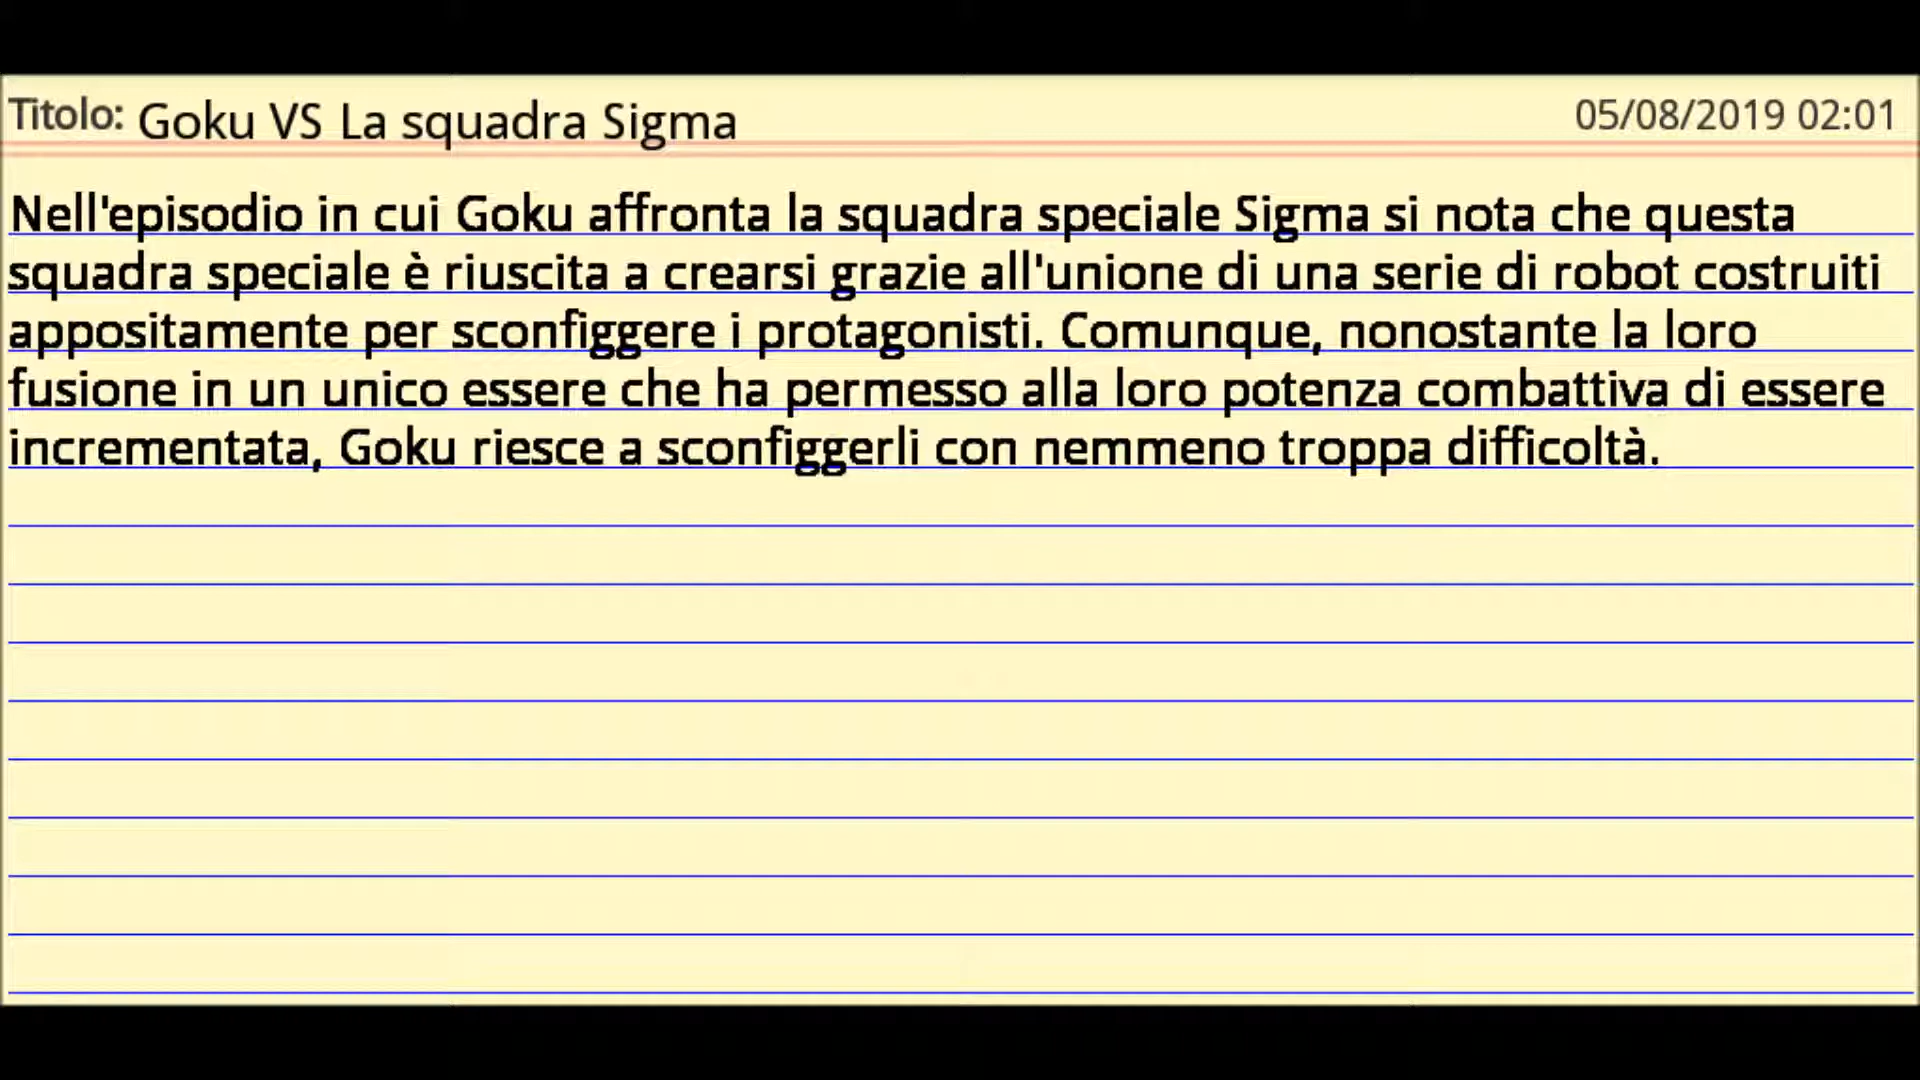 Titolo: Goku VS La squadra Sigma 05/08/2019 02:01
Nell'episodio in cui Goku affronta la squadra speciale Sigma si nota che questa
squadra speciale è riuscita a crearsi grazie all'unione di una serie di robot costruiti
appositamente per sconfiggere i protagonisti. Comunque, nonostante la loro
fusione in un unico essere che ha permesso alla loro potenza combattiva di essere
incrementata, Goku riesce a sconfiggerli con nemmeno troppa difficoltà.